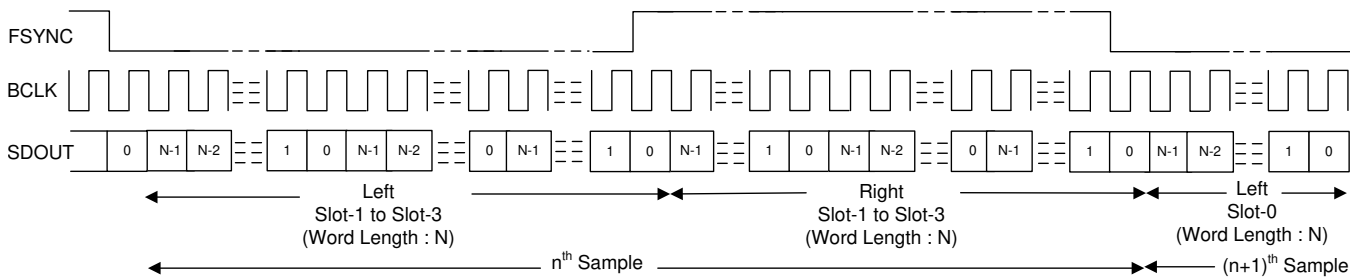 FSYNC
BCLK
SDOUT
0 N-1 N-2 1 0 N-1 N-2 0 N-1 1 0 N-1 1 0 N-1 N-2 0 N-1 1 0 N-1 N-2 1 0
Left
Slot-1 to Slot-3
(Word Length : N)
Right
Slot-1 to Slot-3
(Word Length : N)
Left
Slot-0
(Word Length : N)
nth Sample
(n+1)th Sample